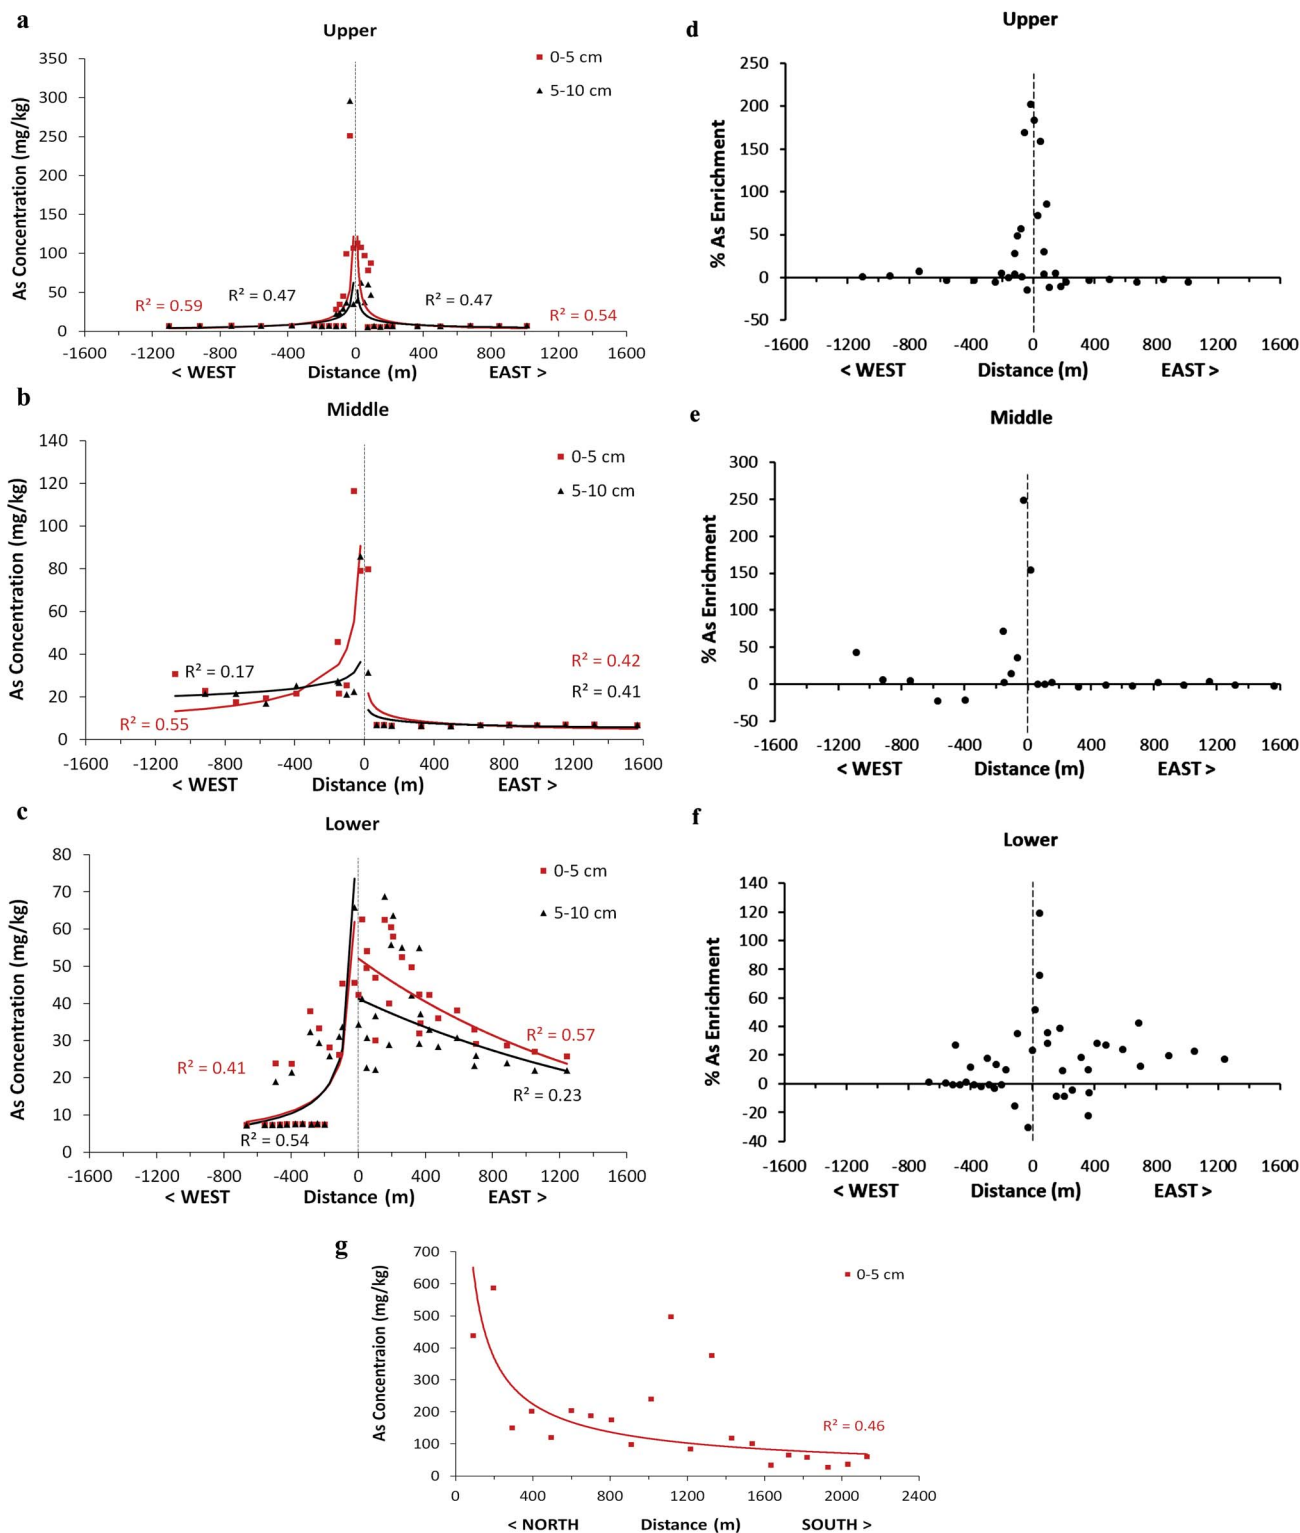 a
Upper
As Concentration (mg/kg)
350
300
250
200
150
100
50
0
0-5 cm
5-10 cm
R² = 0.59
R² = 0.47
R² = 0.47
R² = 0.54
-1600 -1200 -800 -400 0 400 800 1200 1600
< WEST Distance (m) EAST >
d
Upper
% As Enrichment
250
200
150
100
50
0
-50
-1600 -1200 -800 -400 0 400 800 1200 1600
< WEST Distance (m) EAST >
b
Middle
As Concentration (mg/kg)
140
120
100
80
60
40
20
0
0-5 cm
5-10 cm
R² = 0.17
R² = 0.55
R² = 0.42
R² = 0.41
-1600 -1200 -800 -400 0 400 800 1200 1600
< WEST Distance (m) EAST >
e
Middle
% As Enrichment
300
250
200
150
100
50
0
-50
-1600 -1200 -800 -400 0 400 800 1200 1600
< WEST Distance (m) EAST >
c
Lower
As Concentration (mg/kg)
80
70
60
50
40
30
20
10
0
0-5 cm
5-10 cm
R² = 0.41
R² = 0.54
R² = 0.57
R² = 0.23
-1600 -1200 -800 -400 0 400 800 1200 1600
< WEST Distance (m) EAST >
f
Lower
% As Enrichment
140
120
100
80
60
40
20
0
-20
-40
-1600 -1200 -800 -400 0 400 800 1200 1600
< WEST Distance (m) EAST >
g
As Concentraion (mg/kg)
700
600
500
400
300
200
100
0
0-5 cm
R² = 0.46
0 400 800 1200 1600 2000 2400
< NORTH Distance (m) SOUTH >